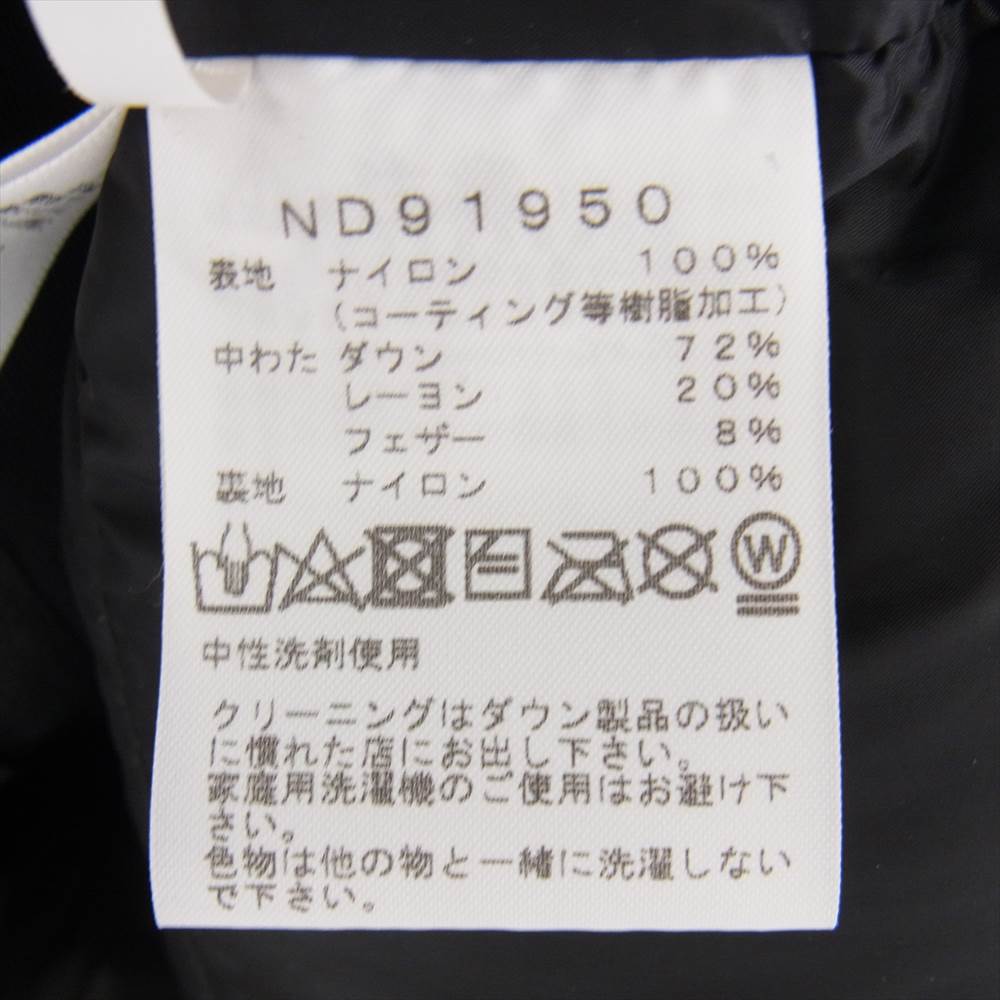 ND91950
表地 ナイロン 100%
(コーティング等樹脂加工)
中わた ダウン 72%
レーヨン 20%
フェザー 8%
裏地 ナイロン 100%
W
中性洗剤使用
クリーニングはダウン製品の扱い
に慣れた店にお出し下さい。
家庭用洗濯機のご使用はお避け下
さい。
色物は他の物と一緒に洗濯しない
で下さい。